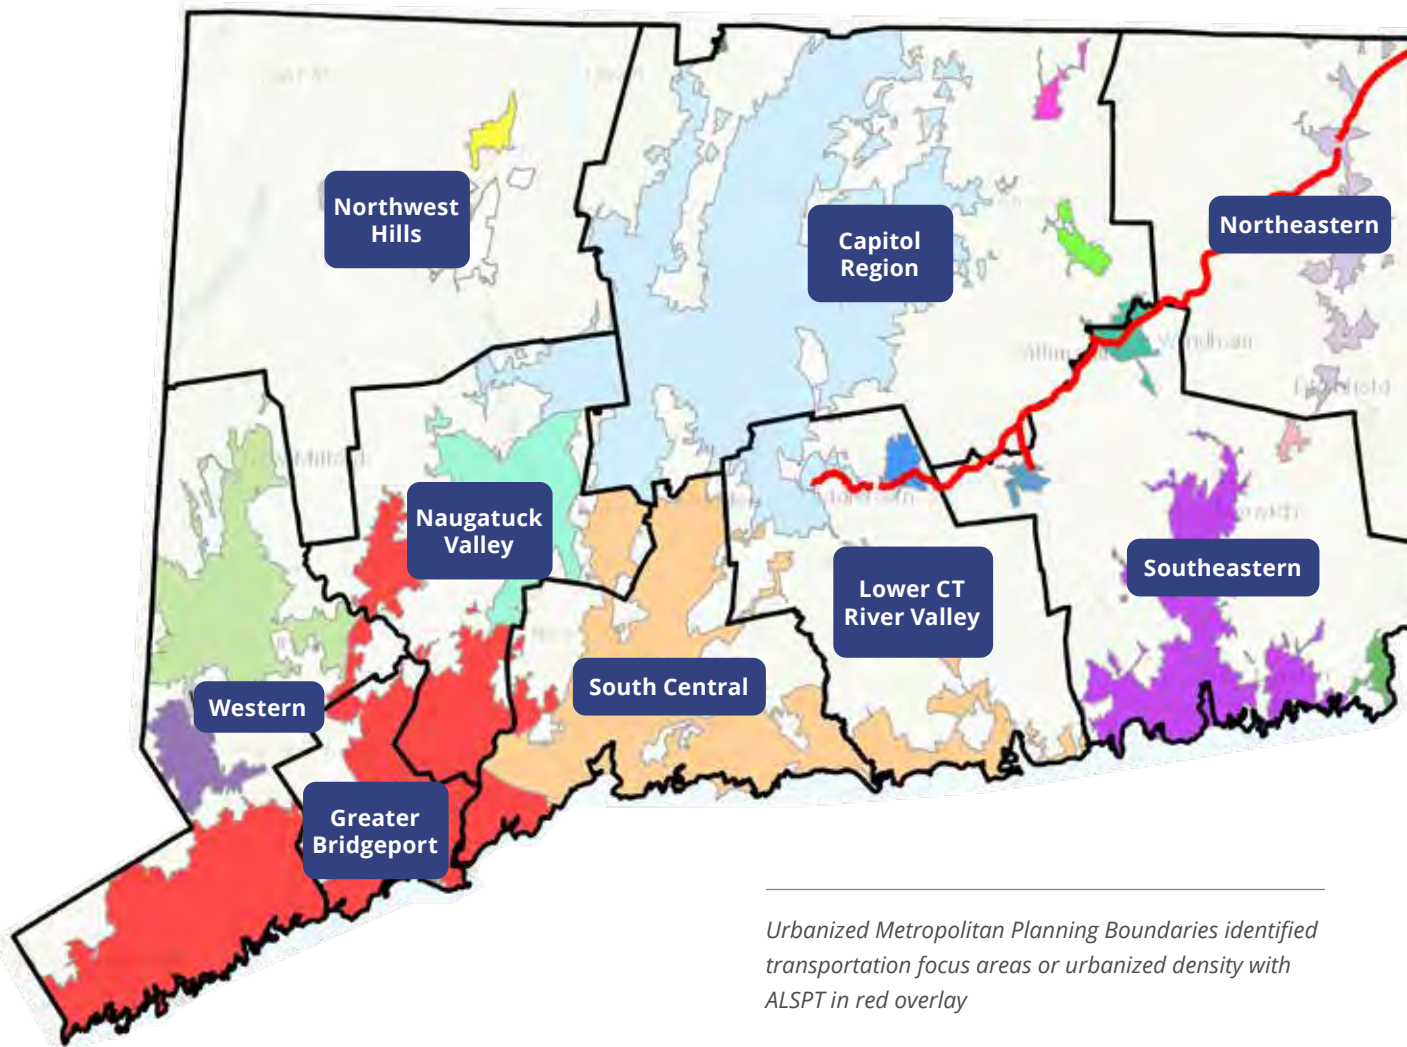 Northwest
Hills
Capitol
Region
Northeastern
Naugatuck
Valley
Lower CT
River Valley
Southeastern
South Central
Western
Greater
Bridgeport
Urbanized Metropolitan Planning Boundaries identified
transportation focus areas or urbanized density with
ALSPT in red overlay